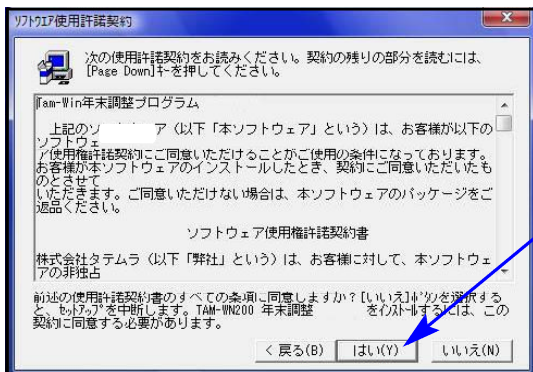 ソフトウェア使用許諾契約
次の使用許諾契約をお読みください。契約の残りの部分を読むには、
[Page Down]キーを押してください。
Tam-Win年末調整プログラム
上記のソ ア（以下「本ソフトウェア」という）は、お客様が以下の
ソフトウェ
ア使用権許諾契約にご同意いただけることがご使用の条件になっております。
お客様が本ソフトウェアのインストールしたとき、契約にご同意いただいたも
のとさせて
いただきます。ご同意いただけない場合は、本ソフトウェアのパッケージをご
返品ください。
ソフトウェア使用権許諾契約書
株式会社タテムラ（以下「弊社」という）は、お客様に対して、本ソフトウェ
アの非独占
前述の使用許諾契約書のすべての条項に同意しますか？[いいえ]ボタンを選択する
と、セットアップを中断します。TAM-WN200 年末調整 をインストールするには、この
契約に同意する必要があります。
< 戻る(B)
はい(Y)
いいえ(N)